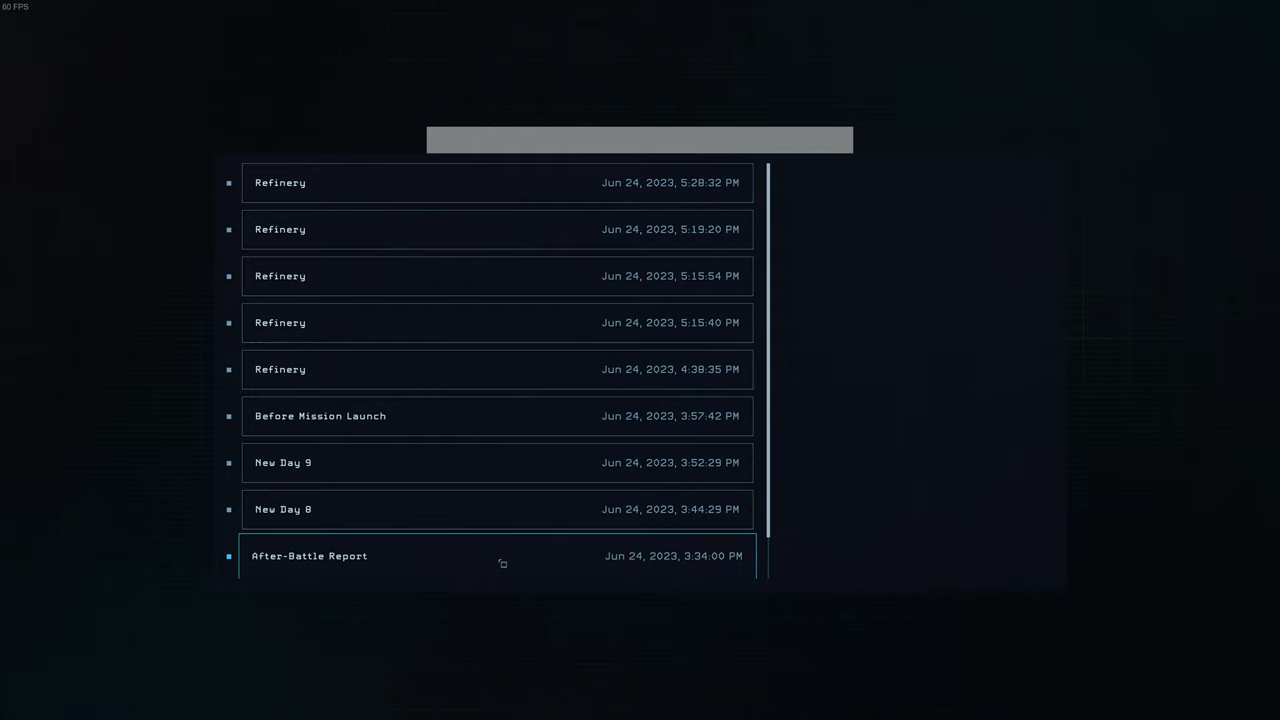 60 FPS
Refinery Jun 24, 2023, 5:28:32 PM
Refinery Jun 24, 2023, 5:19:20 PM
Refinery Jun 24, 2023, 5:15:54 PM
Refinery Jun 24, 2023, 5:15:40 PM
Refinery Jun 24, 2023, 4:38:35 PM
Before Mission Launch Jun 24, 2023, 3:57:42 PM
New Day 9 Jun 24, 2023, 3:52:29 PM
New Day 8 Jun 24, 2023, 3:44:29 PM
After-Battle Report Jun 24, 2023, 3:34:00 PM